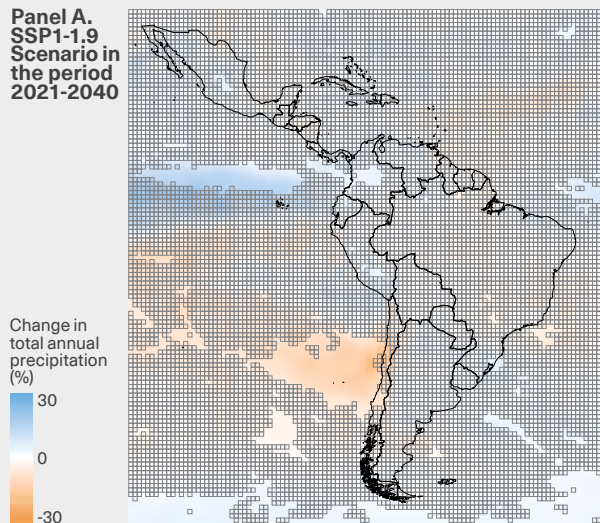 Panel A.
SSP1-1.9
Scenario in
the period
2021-2040
Change in
total annual
precipitation
(%)
30
0
-30